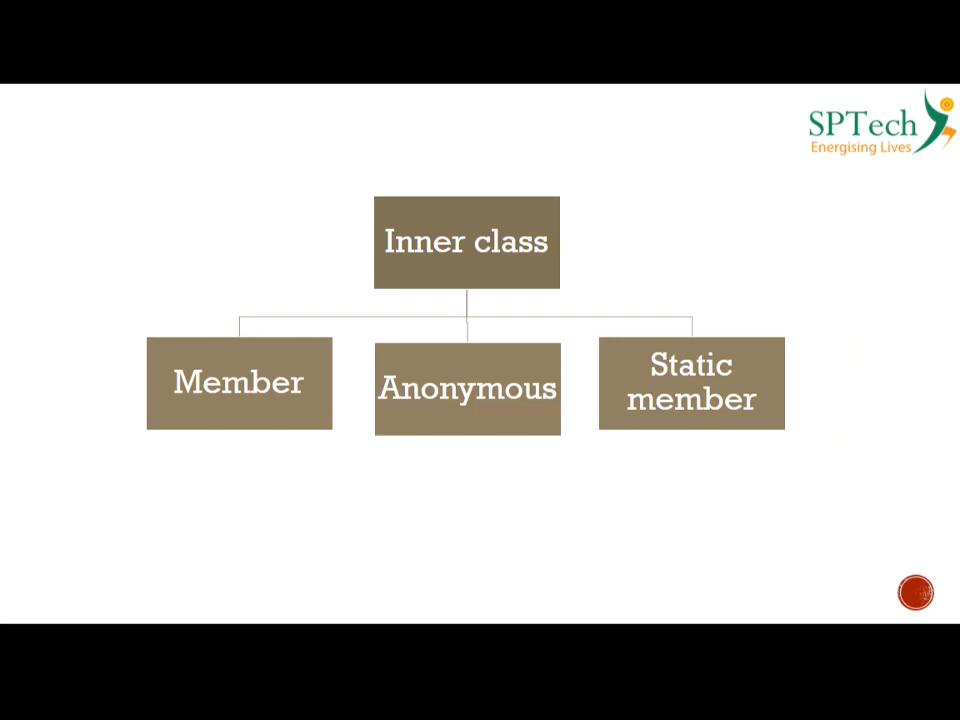 SPTech
Energising Lives
Inner class
Member
Anonymous
Static
member